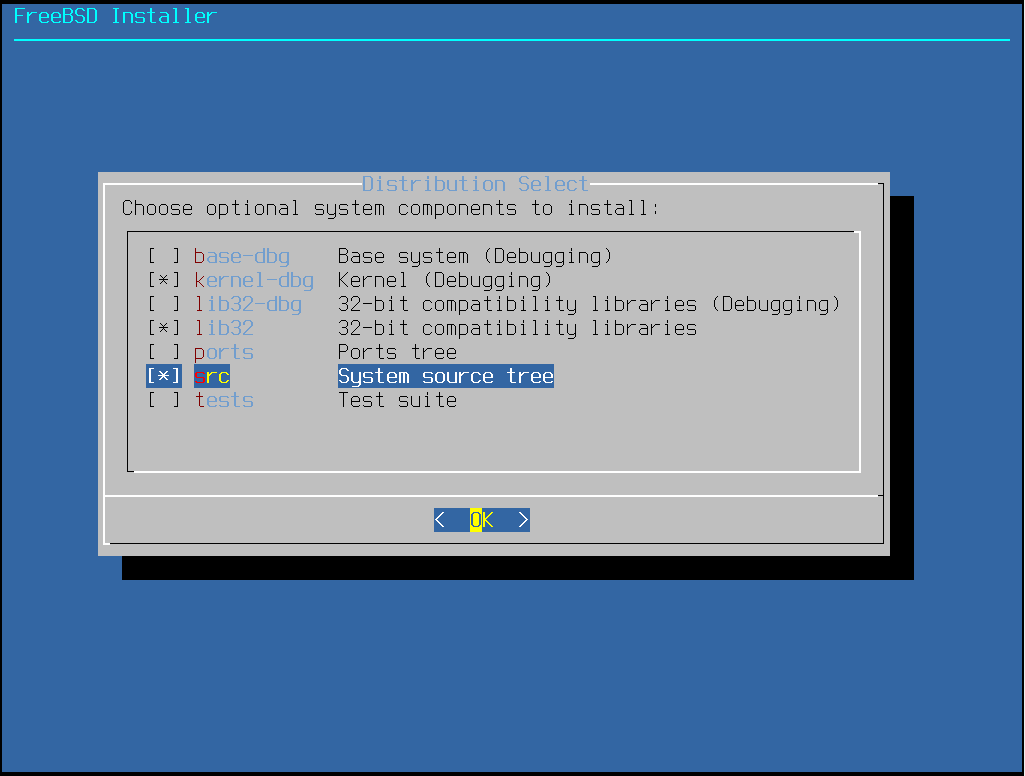 FreeBSD Installer
Distribution Select
Choose optional system components to install:
[ ] base-dbg Base system (Debugging)
[*] kernel-dbg Kernel (Debugging)
[ ] lib32-dbg 32-bit compatibility libraries (Debugging)
[*] lib32 32-bit compatibility libraries
[ ] ports Ports tree
[*] src System source tree
[ ] tests Test suite
< OK >